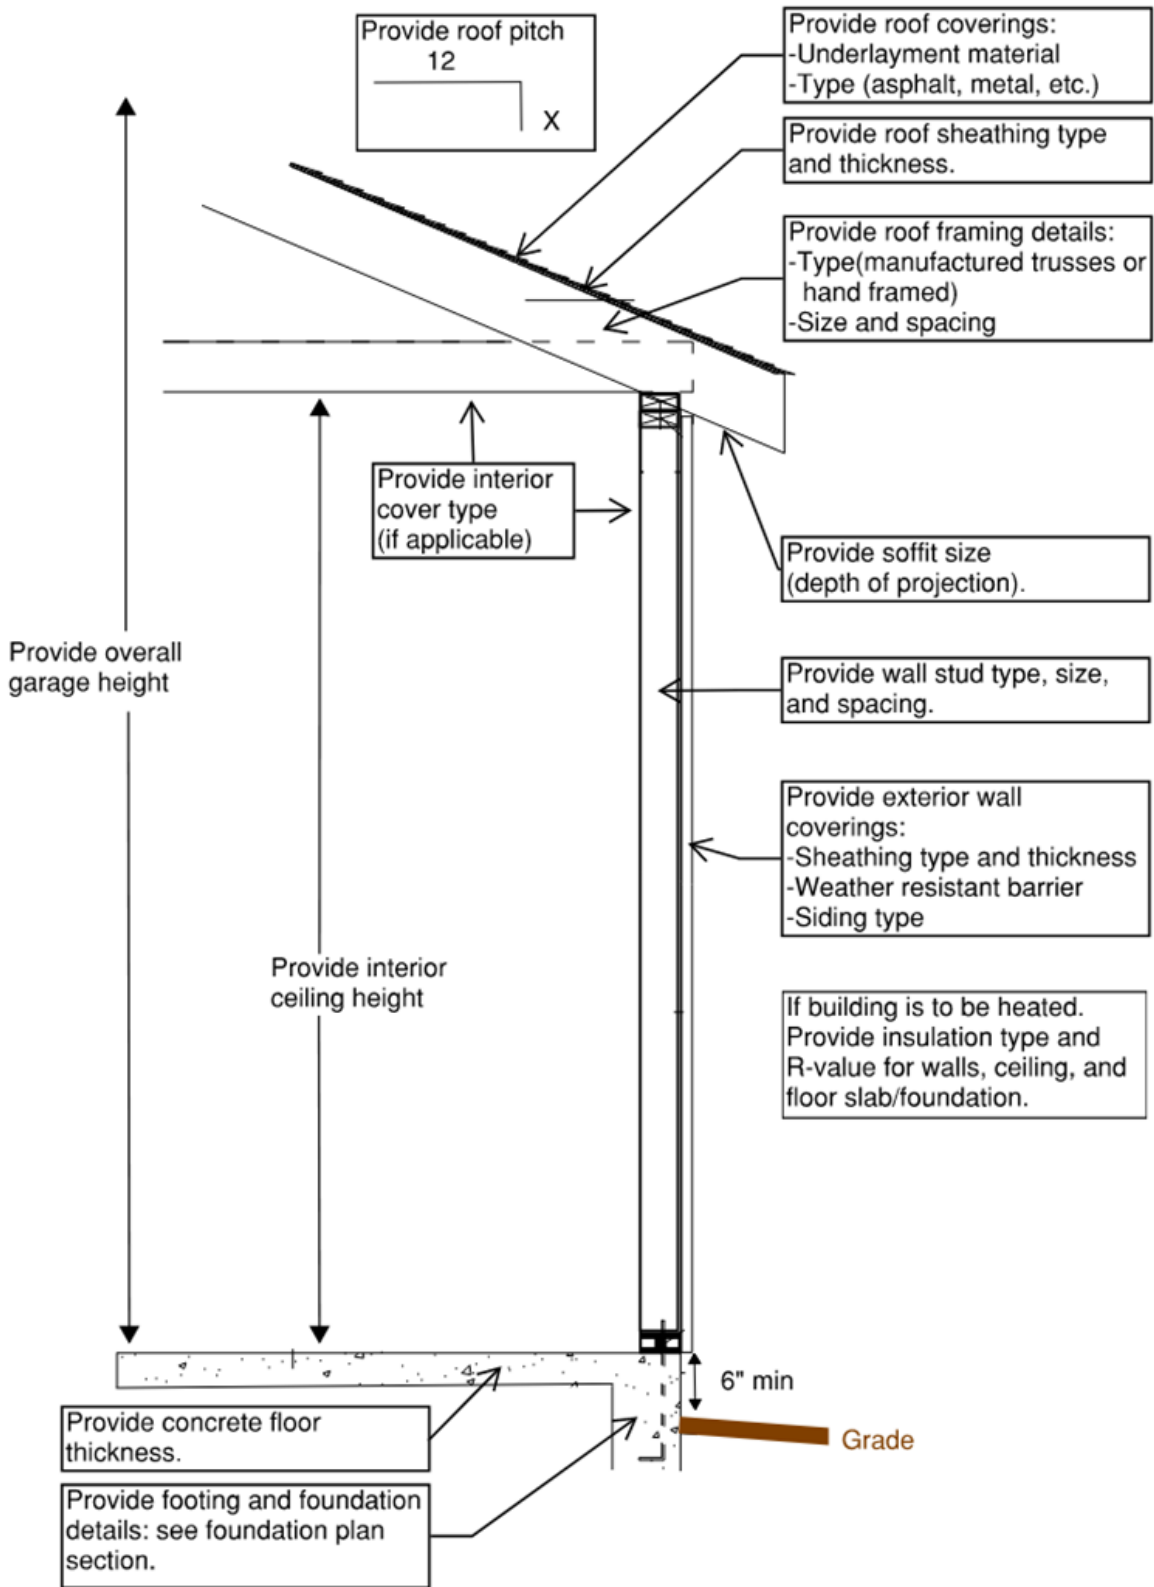 Provide roof pitch
12
X
Provide roof coverings:
-Underlayment material
-Type (asphalt, metal, etc.)
Provide roof sheathing type
and thickness.
Provide roof framing details:
-Type(manufactured trusses or
hand framed)
-Size and spacing
Provide interior
cover type
(if applicable)
Provide soffit size
(depth of projection).
Provide overall
garage height
Provide wall stud type, size,
and spacing.
Provide exterior wall
coverings:
-Sheathing type and thickness
-Weather resistant barrier
-Siding type
Provide interior
ceiling height
If building is to be heated.
Provide insulation type and
R-value for walls, ceiling, and
floor slab/foundation.
6" min
Grade
Provide concrete floor
thickness.
Provide footing and foundation
details: see foundation plan
section.